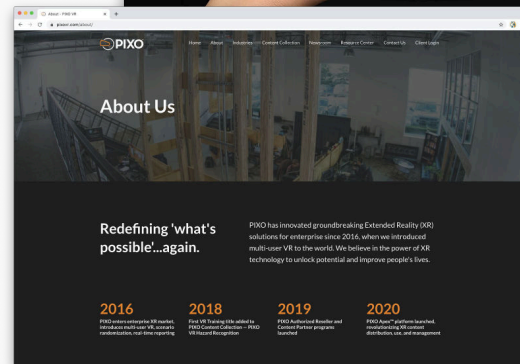 About - PIXO VR
pixovr.com/about/
PIXO
Home About Industries Content Collection Newsroom Resource Center Contact Us Client Login
About Us
Redefining 'what's
possible'...again.
PIXO has innovated groundbreaking Extended Reality (XR)
solutions for enterprise since 2016, when we introduced
multi-user VR to the world. We believe in the power of XR
technology to unlock potential and improve people's lives.
2016
PIXO enters enterprise XR market,
introduces multi-user VR, scenario
randomization, real-time reporting
2018
First VR Training title added to
PIXO Content Collection — PIXO
VR Hazard Recognition
2019
PIXO Authorized Reseller and
Content Partner programs
launched
2020
PIXO Apex™ platform launched,
revolutionizing XR content
distribution, use, and management